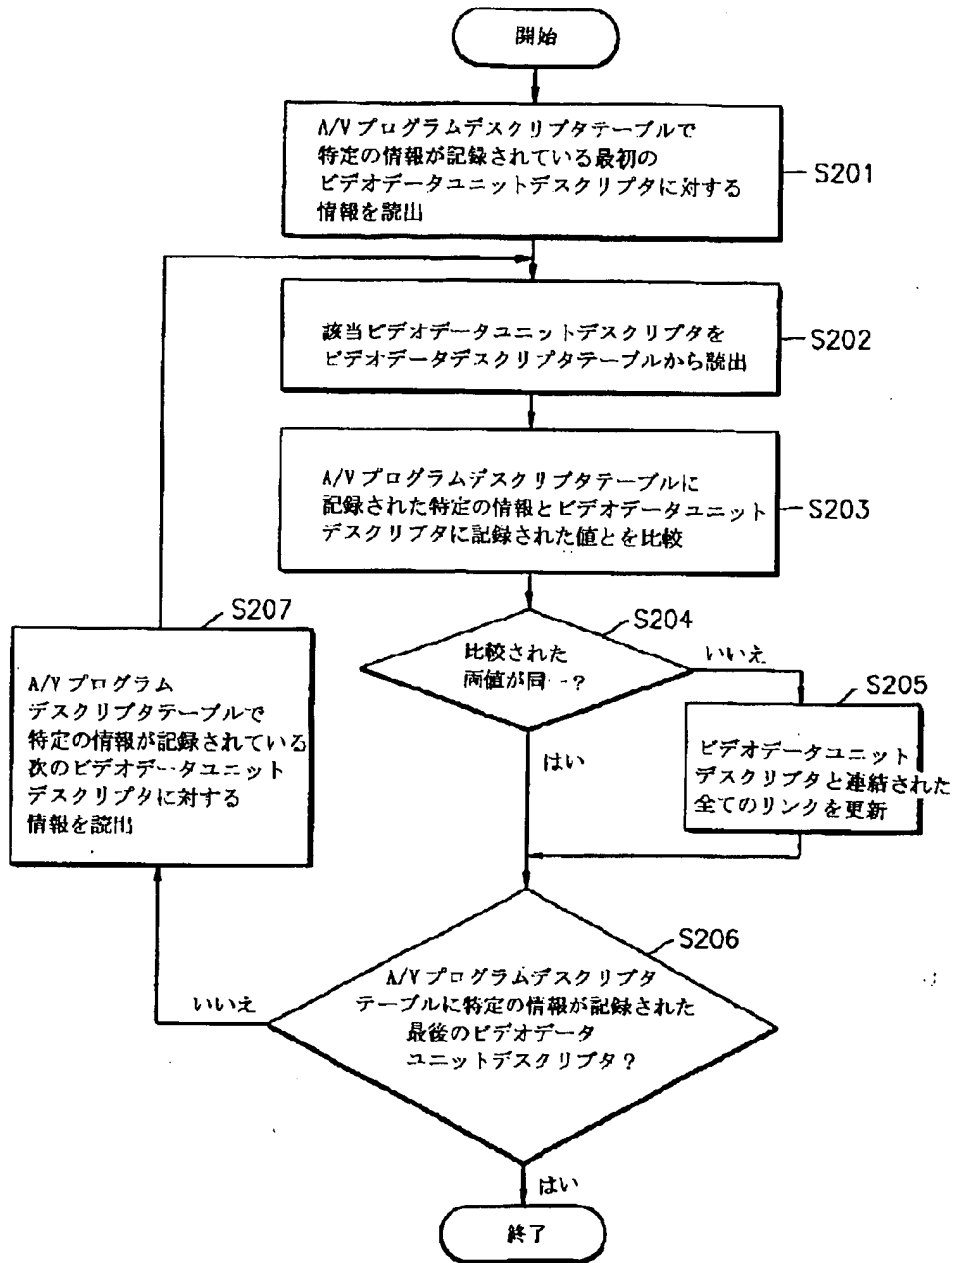 開始
A/V プログラムデスクリプタテーブルで
特定の情報が記録されている最初の
ビデオデータユニットデスクリプタに対する
情報を読出
S201
該当ビデオデータユニットデスクリプタを
ビデオデータデスクリプタテーブルから読出
S202
A/V プログラムデスクリプタテーブルに
記録された特定の情報とビデオデータユニット
デスクリプタに記録された値とを比較
S203
S204
比較された
両値が同一?
いいえ
はい
S205
ビデオデータユニット
デスクリプタと連結された
全てのリンクを更新
S207
A/V プログラム
デスクリプタテーブルで
特定の情報が記録されている
次のビデオデータユニット
デスクリプタに対する
情報を読出
S206
A/V プログラムデスクリプタ
テーブルに特定の情報が記録された
最後のビデオデータ
ユニットデスクリプタ?
いいえ
はい
終了